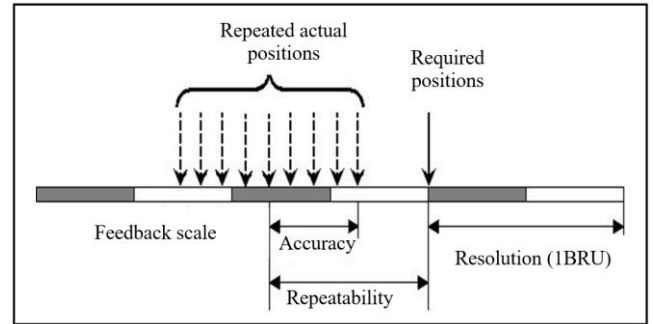 Repeated actual
positions
Required
positions
Feedback scale
Accuracy
Resolution (1BRU)
Repeatability